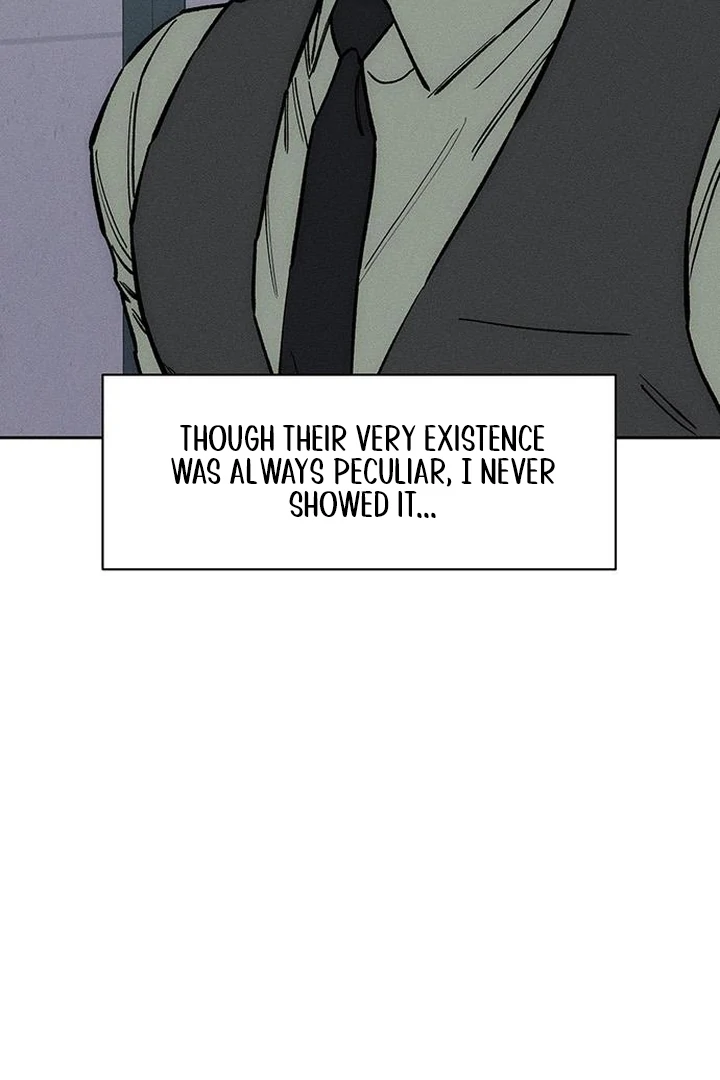 THOUGH THEIR VERY EXISTENCE
WAS ALWAYS PECULIAR, I NEVER
SHOWED IT...